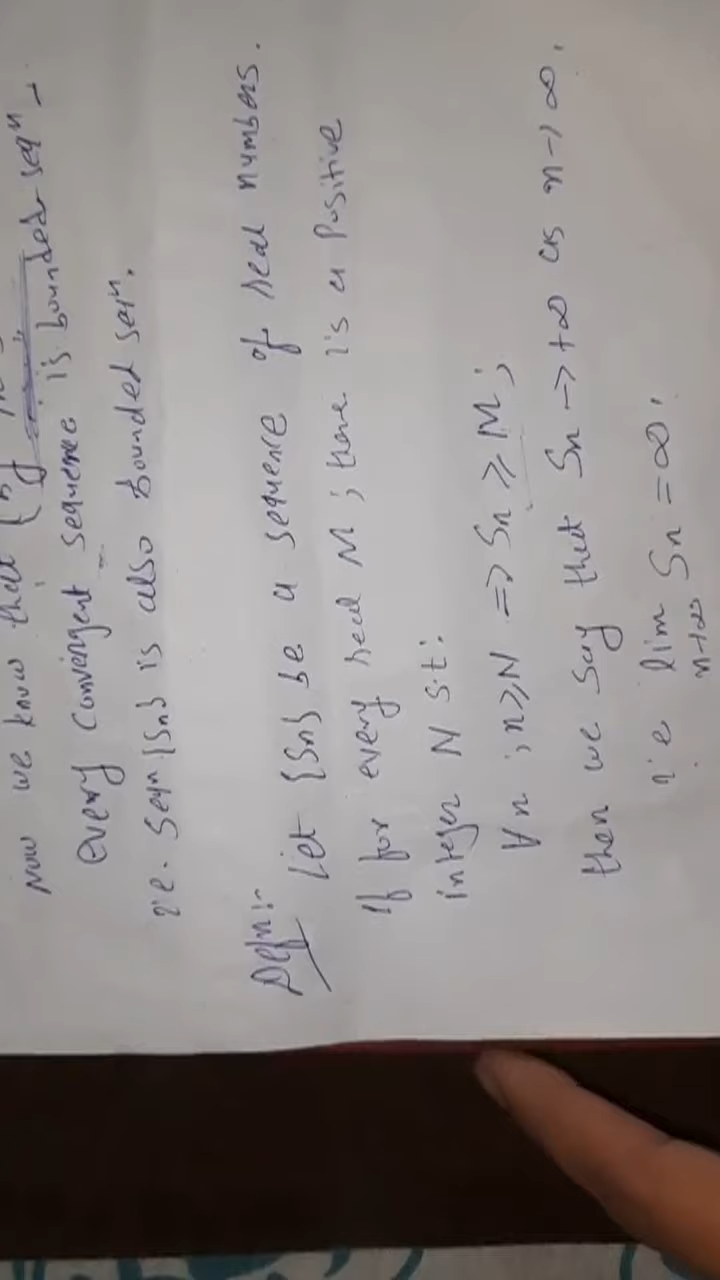 Now we know that
every convergent sequence is bounded seqⁿ
i.e. seqⁿ {Sn} is also bounded seqⁿ.
Defn:- Let {Sn} be a sequence of real numbers.
If for every real M ; there is a positive
integer N s.t.
∀ n ; n ≥ N ⇒ Sn ≥ M ;
then we say that Sn → +∞ as n → ∞.
i.e lim Sn = ∞.
n→∞